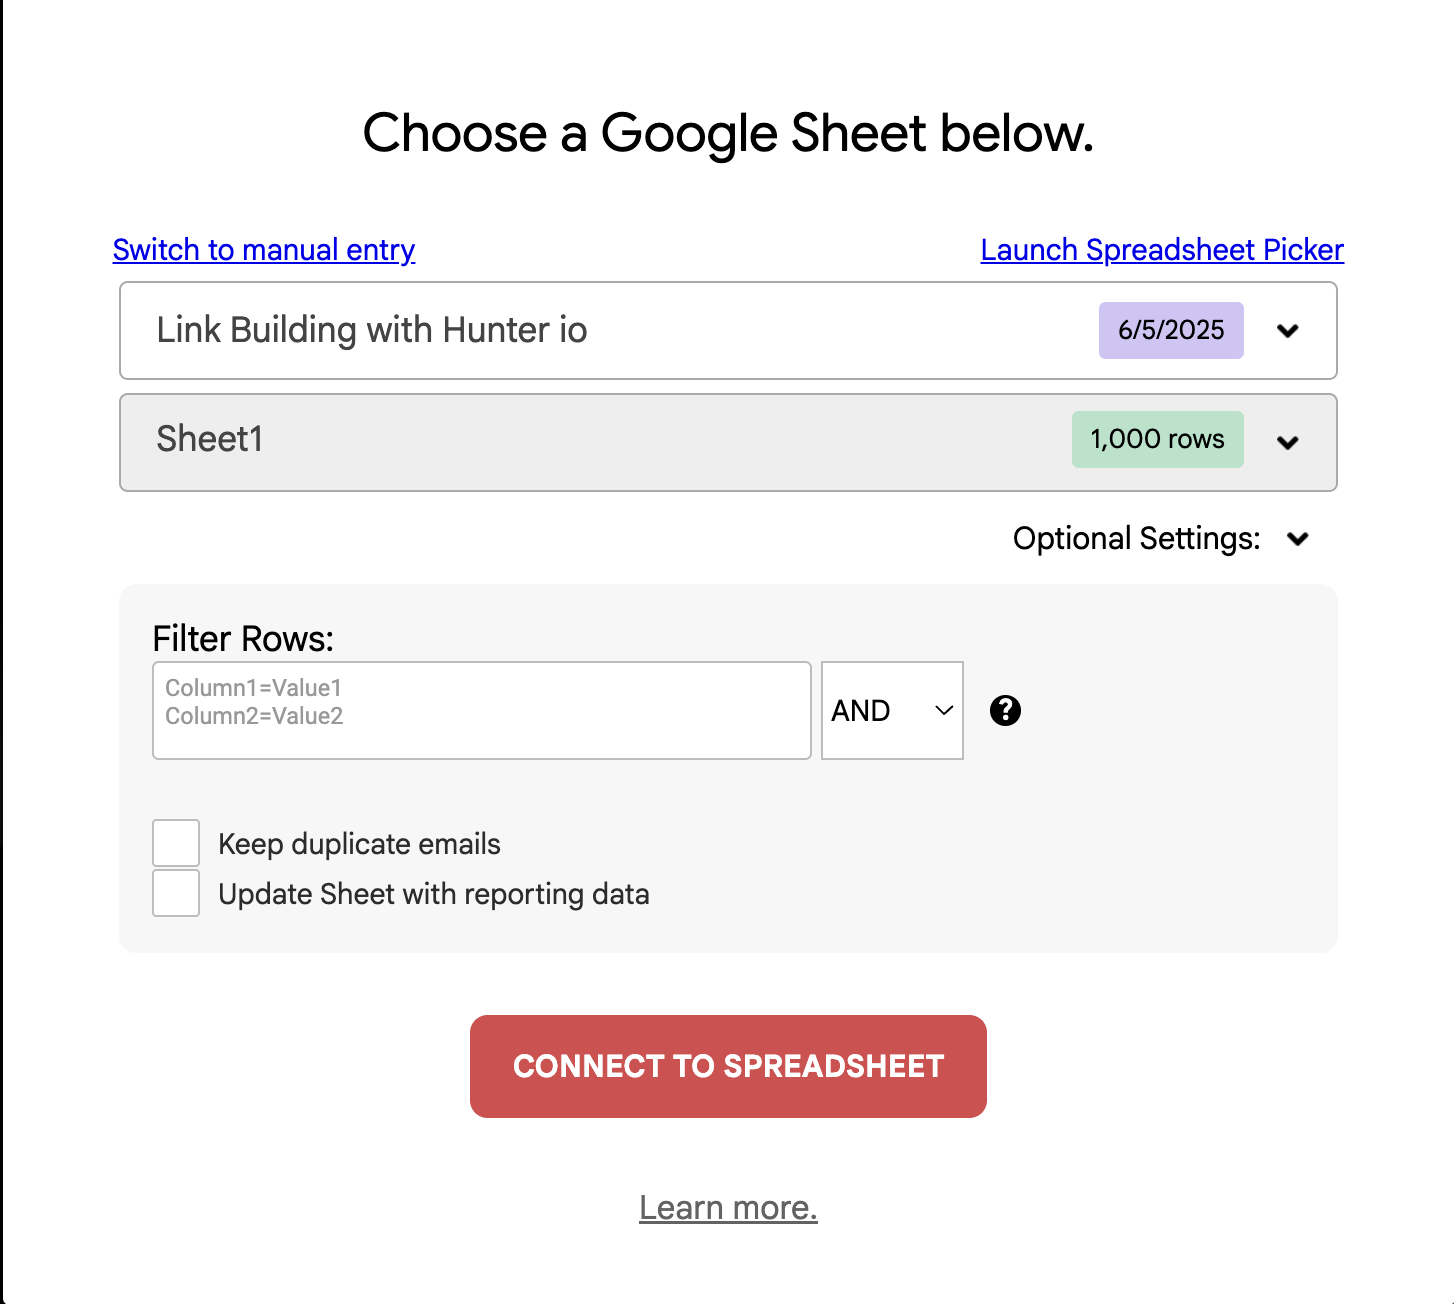 Choose a Google Sheet below.
Switch to manual entry
Launch Spreadsheet Picker
Link Building with Hunter io
6/5/2025
Sheet1
1,000 rows
Optional Settings:
Filter Rows:
Column1=Value1
Column2=Value2
AND
?
Keep duplicate emails
Update Sheet with reporting data
CONNECT TO SPREADSHEET
Learn more.